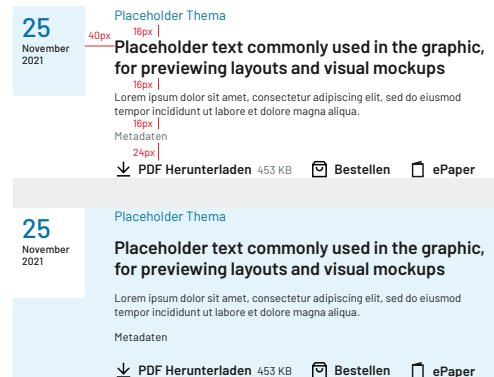 Placeholder Thema
25
November
2021
40px
16px
Placeholder text commonly used in the graphic,
for previewing layouts and visual mockups
16px
Lorem ipsum dolor sit amet, consectetur adipiscing elit, sed do eiusmod
tempor incididunt ut labore et dolore magna aliqua.
16px
Metadaten
24px
PDF Herunterladen 453 KB Bestellen ePaper
Placeholder Thema
25
November
2021
Placeholder text commonly used in the graphic,
for previewing layouts and visual mockups
Lorem ipsum dolor sit amet, consectetur adipiscing elit, sed do eiusmod
tempor incididunt ut labore et dolore magna aliqua.
Metadaten
PDF Herunterladen 453 KB Bestellen ePaper